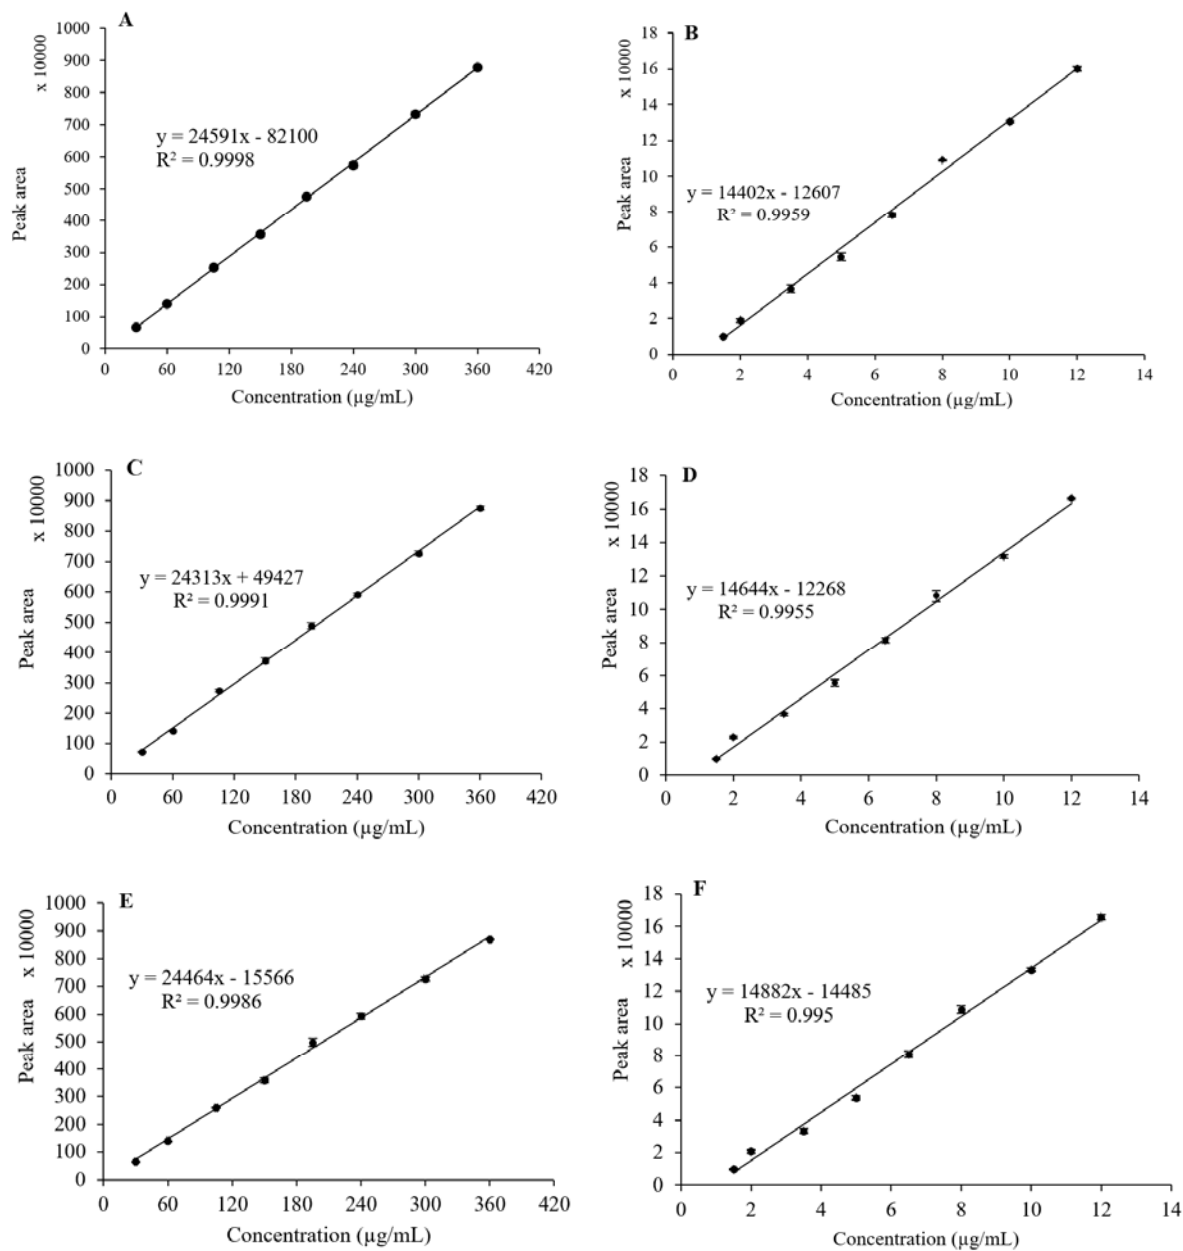 A
x 10000
Peak area
1000
900
800
700
600
500
400
300
200
100
0
y = 24591x - 82100
R² = 0.9998
0 60 120 180 240 300 360 420
Concentration (µg/mL)
B
x 10000
Peak area
18
16
14
12
10
8
6
4
2
0
y = 14402x - 12607
R² = 0.9959
0 2 4 6 8 10 12 14
Concentration (µg/mL)
C
x 10000
Peak area
1000
900
800
700
600
500
400
300
200
100
0
y = 24313x + 49427
R² = 0.9991
0 60 120 180 240 300 360 420
Concentration (µg/mL)
D
x 10000
Peak area
18
16
14
12
10
8
6
4
2
0
y = 14644x - 12268
R² = 0.9955
0 2 4 6 8 10 12 14
Concentration (µg/mL)
E
x 10000
Peak area
1000
900
800
700
600
500
400
300
200
100
0
y = 24464x - 15566
R² = 0.9986
0 60 120 180 240 300 360 420
Concentration (µg/mL)
F
x 10000
Peak area
18
16
14
12
10
8
6
4
2
0
y = 14882x - 14485
R² = 0.995
0 2 4 6 8 10 12 14
Concentration (µg/mL)